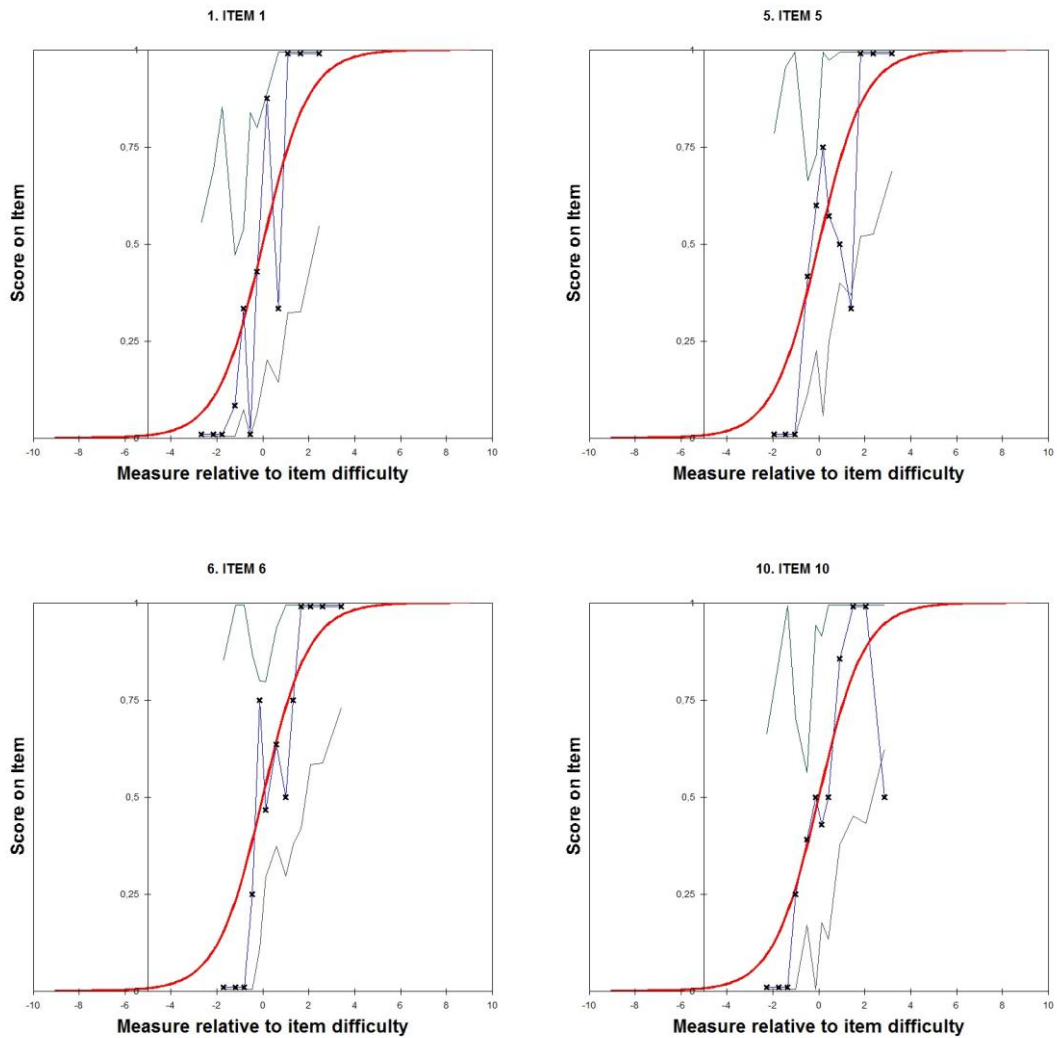 1. ITEM 1
Score on Item
1
0,75
0,5
0,25
0
-10 -8 -6 -4 -2 0 2 4 6 8 10
Measure relative to item difficulty
5. ITEM 5
Score on Item
1
0,75
0,5
0,25
0
-10 -8 -6 -4 -2 0 2 4 6 8 10
Measure relative to item difficulty
6. ITEM 6
Score on Item
1
0,75
0,5
0,25
0
-10 -8 -6 -4 -2 0 2 4 6 8 10
Measure relative to item difficulty
10. ITEM 10
Score on Item
1
0,75
0,5
0,25
0
-10 -8 -6 -4 -2 0 2 4 6 8 10
Measure relative to item difficulty